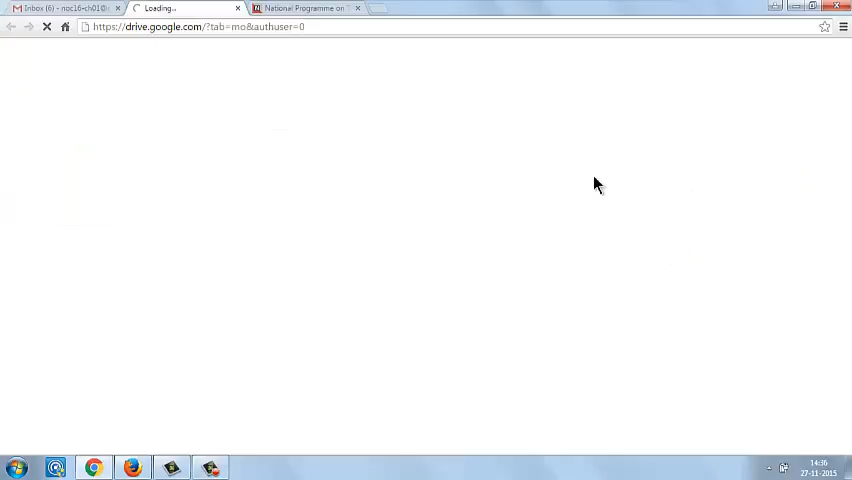 Inbox (6) - noc16-ch01@
Loading...
National Programme on
https://drive.google.com/?tab=mo&authuser=0
14:36
27-11-2015